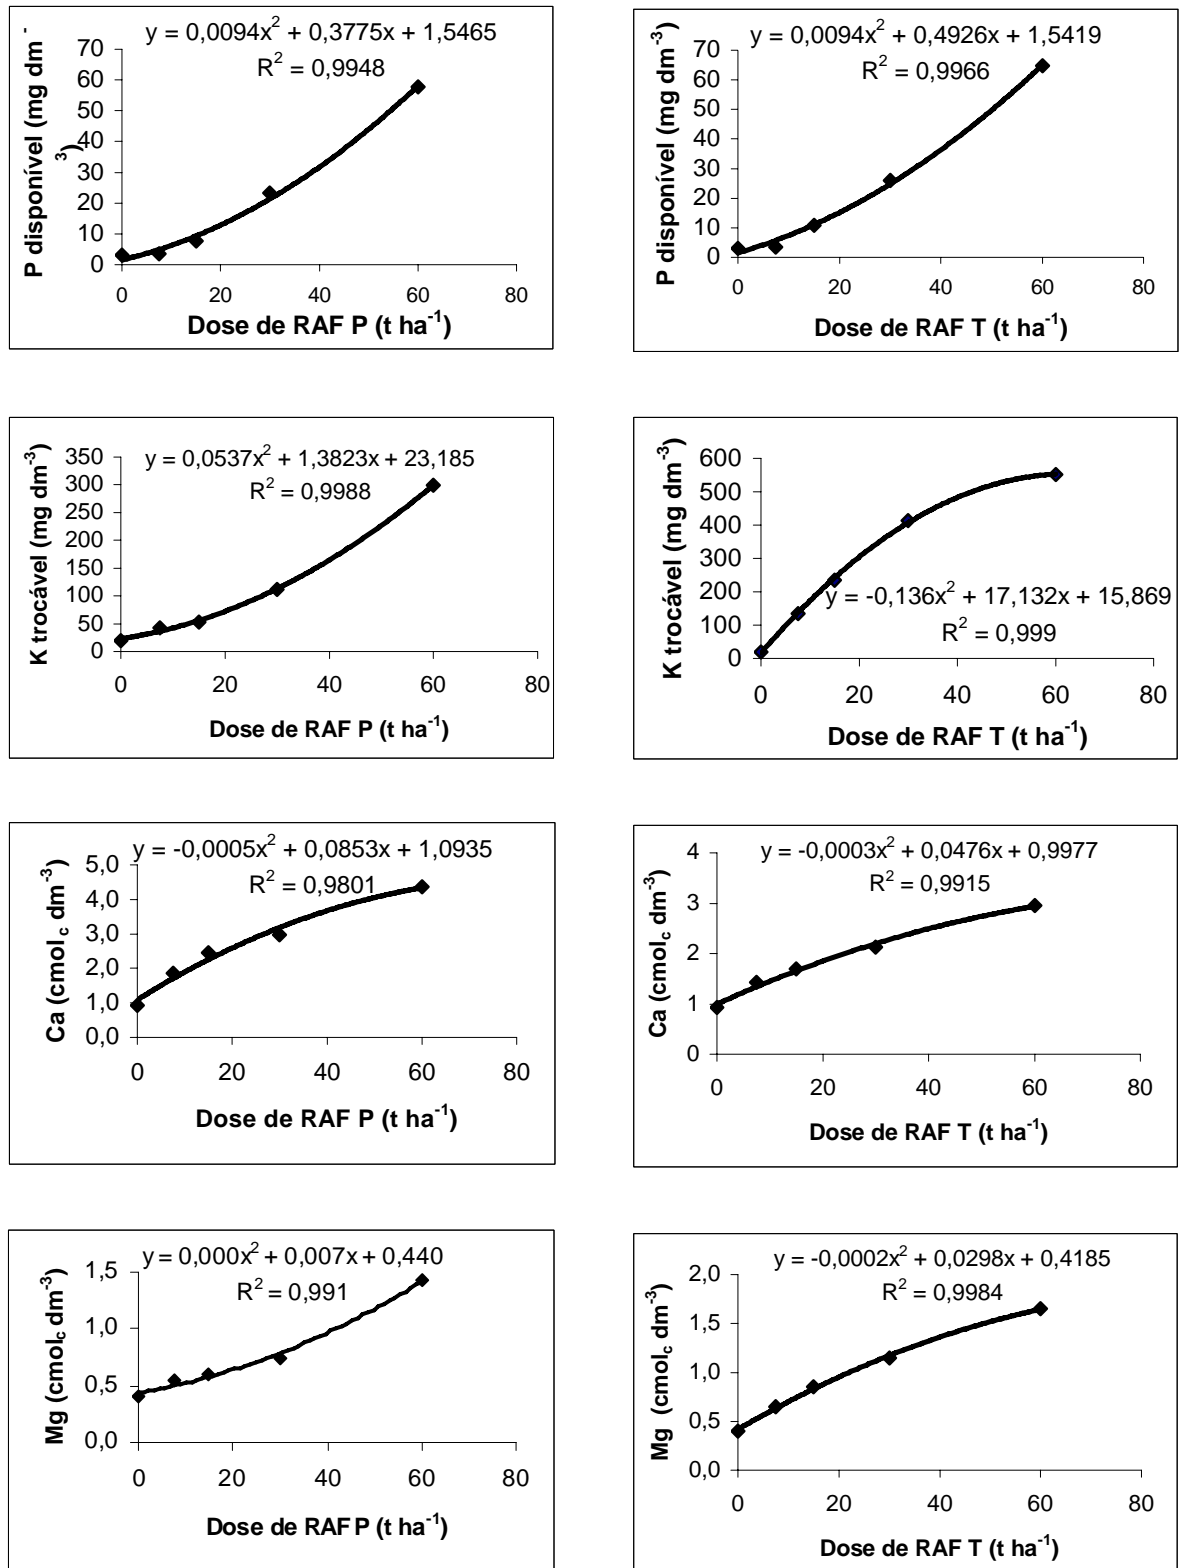 y = 0,0094x² + 0,3775x + 1,5465
R² = 0,9948
P disponível (mg dm⁻
³)
70
60
50
40
30
20
10
0
0 20 40 60 80
Dose de RAF P (t ha⁻¹)
y = 0,0094x² + 0,4926x + 1,5419
R² = 0,9966
P disponível (mg dm⁻³)
70
60
50
40
30
20
10
0
0 20 40 60 80
Dose de RAF T (t ha⁻¹)
y = 0,0537x² + 1,3823x + 23,185
R² = 0,9988
K trocável (mg dm⁻³)
350
300
250
200
150
100
50
0
0 20 40 60 80
Dose de RAF P (t ha⁻¹)
K trocável (mg dm⁻³)
600
500
400
300
200
100
0
y = -0,136x² + 17,132x + 15,869
R² = 0,999
0 20 40 60 80
Dose de RAF T (t ha⁻¹)
y = -0,0005x² + 0,0853x + 1,0935
R² = 0,9801
Ca (cmol꜀ dm⁻³)
5,0
4,0
3,0
2,0
1,0
0,0
0 20 40 60 80
Dose de RAF P (t ha⁻¹)
y = -0,0003x² + 0,0476x + 0,9977
R² = 0,9915
Ca (cmol꜀ dm⁻³)
4
3
2
1
0
0 20 40 60 80
Dose de RAF T (t ha⁻¹)
y = 0,000x² + 0,007x + 0,440
R² = 0,991
Mg (cmol꜀ dm⁻³)
1,5
1,0
0,5
0,0
0 20 40 60 80
Dose de RAF P (t ha⁻¹)
y = -0,0002x² + 0,0298x + 0,4185
R² = 0,9984
Mg (cmol꜀ dm⁻³)
2,0
1,5
1,0
0,5
0,0
0 20 40 60 80
Dose de RAF T (t ha⁻¹)